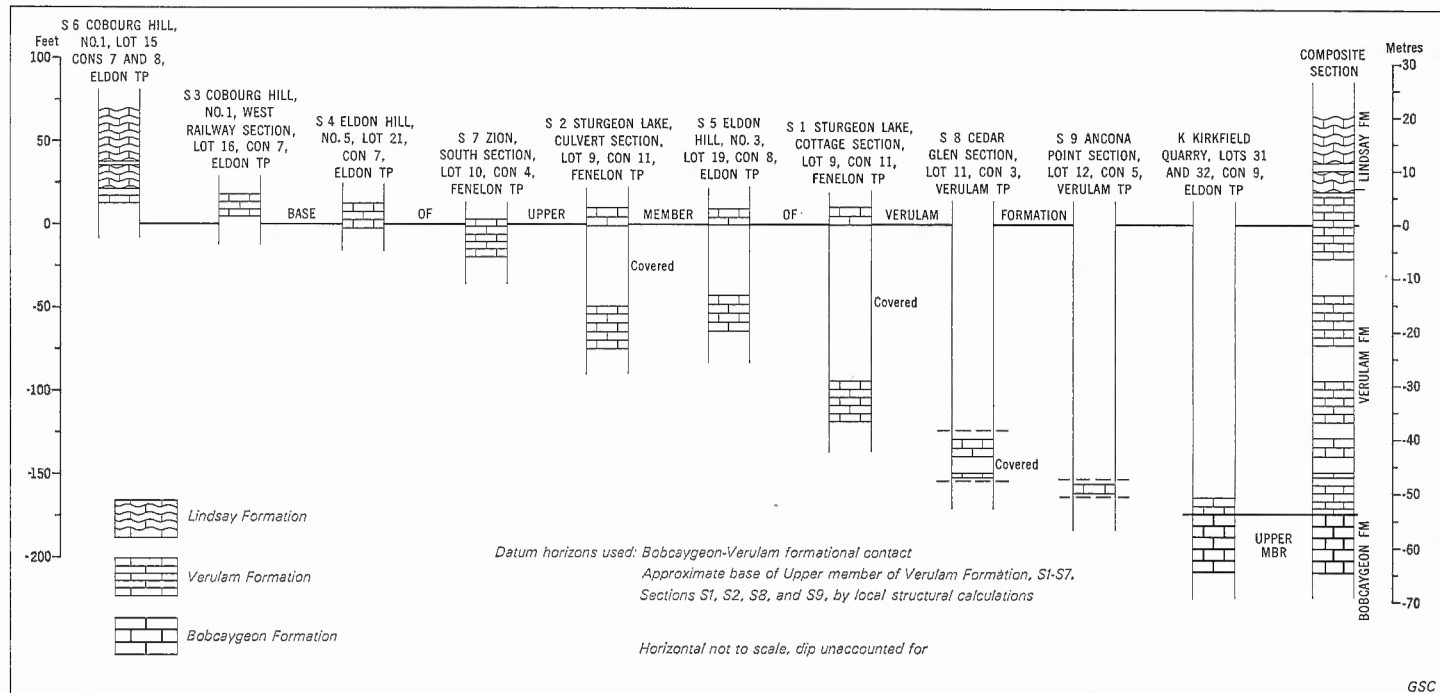 S 6 COBOURG HILL,
NO.1, LOT 15
CONS 7 AND 8,
ELDON TP
S 3 COBOURG HILL,
NO.1, WEST
RAILWAY SECTION,
LOT 16, CON 7,
ELDON TP
S 4 ELDON HILL,
NO.5, LOT 21,
CON 7,
ELDON TP
S 7 ZION,
SOUTH SECTION,
LOT 10, CON 4,
FENELON TP
S 2 STURGEON LAKE,
CULVERT SECTION,
LOT 9, CON 11,
FENELON TP
S 5 ELDON
HILL, NO.3,
LOT 19, CON 8,
ELDON TP
S 1 STURGEON LAKE,
COTTAGE SECTION,
LOT 9, CON 11,
FENELON TP
S 8 CEDAR
GLEN SECTION,
LOT 11, CON 3,
VERULAM TP
S 9 ANCONA
POINT SECTION,
LOT 12, CON 5,
VERULAM TP
K KIRKFIELD
QUARRY, LOTS 31
AND 32, CON 9,
ELDON TP
COMPOSITE
SECTION
Feet
100
50
0
-50
-100
-150
-200
Metres
30
20
10
-0
-10
-20
-30
-40
-50
-60
-70
BASE OF UPPER MEMBER OF VERULAM FORMATION
Covered
Covered
Covered
UPPER
MBR
LINDSAY FM
VERULAM FM
BOBCAYGEON FM
Lindsay Formation
Verulam Formation
Bobcaygeon Formation
Datum horizons used: Bobcaygeon-Verulam formational contact
Approximate base of Upper member of Verulam Formation, S1-S7.
Sections S1, S2, S8, and S9, by local structural calculations
Horizontal not to scale, dip unaccounted for
GSC